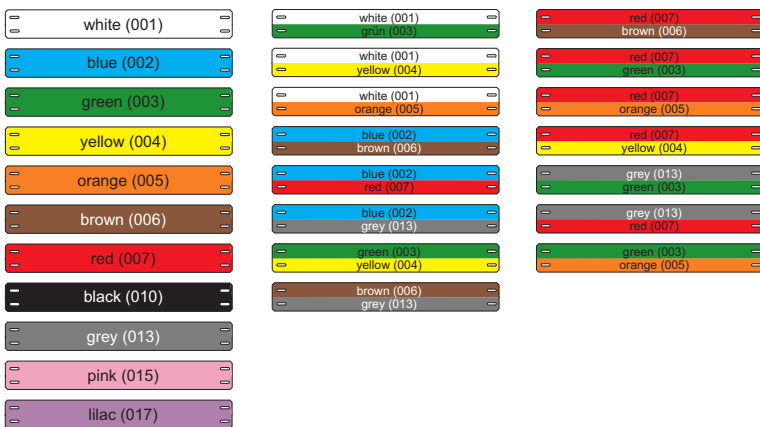 white (001)
blue (002)
green (003)
yellow (004)
orange (005)
brown (006)
red (007)
black (010)
grey (013)
pink (015)
lilac (017)
white (001)
grün (003)
white (001)
yellow (004)
white (001)
orange (005)
blue (002)
brown (006)
blue (002)
red (007)
blue (002)
grey (013)
green (003)
yellow (004)
brown (006)
grey (013)
red (007)
brown (006)
red (007)
green (003)
red (007)
orange (005)
red (007)
yellow (004)
grey (013)
green (003)
grey (013)
red (007)
green (003)
orange (005)